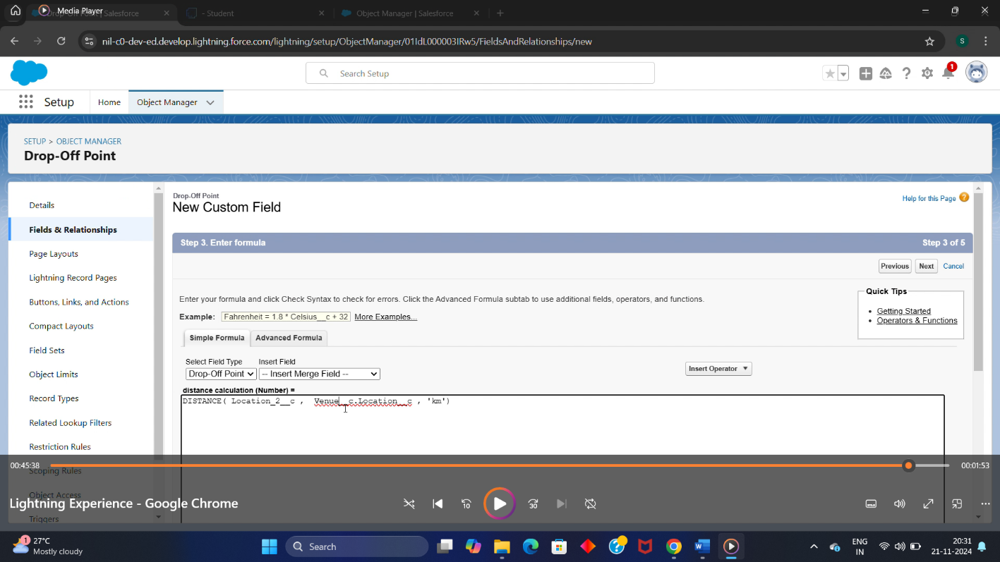 Media Player
Salesforce
- Student
Object Manager | Salesforce
nil-c0-dev-ed.develop.lightning.force.com/lightning/setup/ObjectManager/01IdL000003IRw5/FieldsAndRelationships/new
S
Search Setup
1
Setup
Home
Object Manager
SETUP > OBJECT MANAGER
Drop-Off Point
Details
Fields & Relationships
Page Layouts
Lightning Record Pages
Buttons, Links, and Actions
Compact Layouts
Field Sets
Object Limits
Record Types
Related Lookup Filters
Restriction Rules
Scoping Rules
Object Access
Triggers
Drop-Off Point
New Custom Field
Help for this Page
Step 3. Enter formula
Step 3 of 5
Previous
Next
Cancel
Enter your formula and click Check Syntax to check for errors. Click the Advanced Formula subtab to use additional fields, operators, and functions.
Example: Fahrenheit = 1.8 * Celsius__c + 32 More Examples...
Quick Tips
Getting Started
Operators & Functions
Simple Formula
Advanced Formula
Select Field Type
Insert Field
Drop-Off Point
-- Insert Merge Field --
Insert Operator
distance calculation (Number) =
DISTANCE( Location_2__c , Venue__c.Location__c , 'km')
00:45:38
00:01:53
Lightning Experience - Google Chrome
10
30
1
27°C
Mostly cloudy
Search
ENG
IN
20:31
21-11-2024